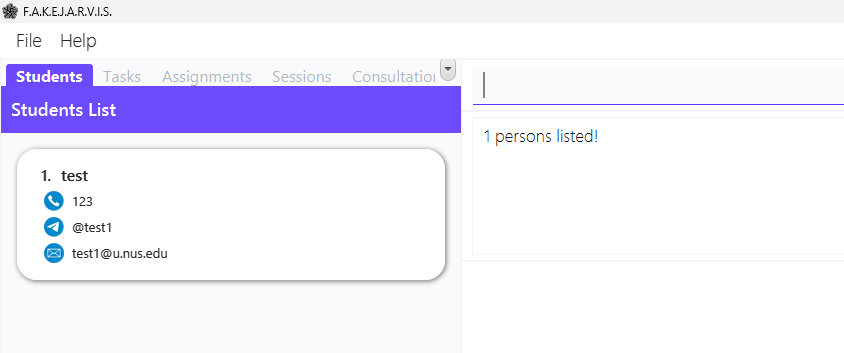 F.A.K.E.J.A.R.V.I.S.
File Help
Students Tasks Assignments Sessions Consultation
Students List
1. test
123
@test1
test1@u.nus.edu
1 persons listed!